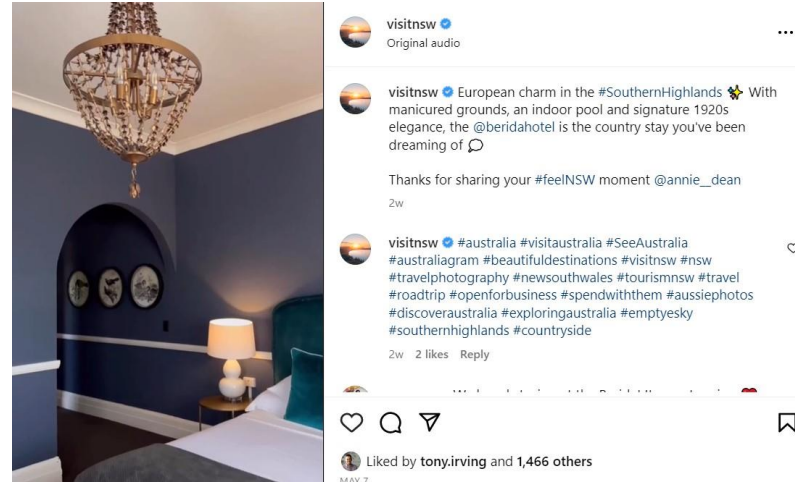 visitnsw
Original audio
visitnsw European charm in the #SouthernHighlands ✨ With
manicured grounds, an indoor pool and signature 1920s
elegance, the @beridahotel is the country stay you've been
dreaming of 💭
Thanks for sharing your #feelNSW moment @annie__dean
2w
visitnsw #australia #visitaustralia #SeeAustralia
#australiagram #beautifuldestinations #visitnsw #nsw
#travelphotography #newsouthwales #tourismnsw #travel
#roadtrip #openforbusiness #spendwiththem #aussiephotos
#discoveraustralia #exploringaustralia #emptyesky
#southernhighlands #countryside
2w 2 likes Reply
Liked by tony.irving and 1,466 others
MAY 7